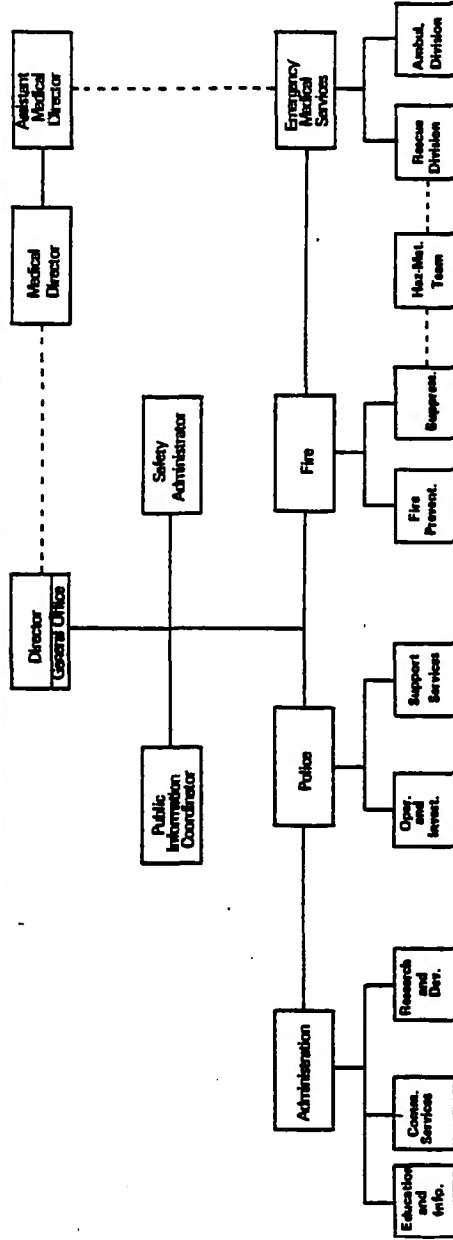 Director
General Office
Medical
Director
Assistant
Medical
Director
Public
Information
Coordinator
Safety
Administrator
Administration
Police
Fire
Emergency
Medical
Services
Education
and
Info.
Comm.
Services
Research
and
Dev.
Oper.
and
Invest.
Support
Services
Fire
Prevent.
Suppress.
Haz-Mat.
Team
Rescue
Division
Ambul.
Division